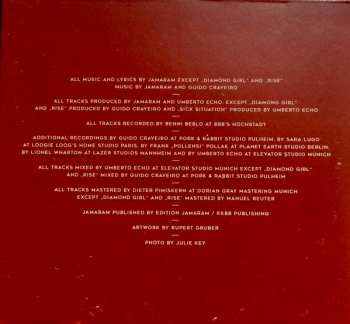 ALL MUSIC AND LYRICS BY JAMARAM EXCEPT „DIAMOND GIRL" AND „RISE"
MUSIC BY JAMARAM AND GUIDO CRAVEIRO
ALL TRACKS PRODUCED BY JAMARAM AND UMBERTO ECHO. EXCEPT „DIAMOND GIRL"
AND „RISE" PRODUCED BY GUIDO CRAVEIRO AND „SICK SITUATION" PRODUCED BY UMBERTO ECHO
ALL TRACKS RECORDED BY BENNI BEBLO AT BBE'S HOCHSTADT
ADDITIONAL RECORDINGS BY GUIDO CRAVEIRO AT PORK & RABBIT STUDIO PULHEIM. BY SARA LUGO
AT LOOGIE LOOG'S HOME STUDIO PARIS. BY FRANK „POLLENSI" POLLAK AT PLANET EARTH STUDIO BERLIN.
BY LIONEL WHARTON AT LAZER STUDIOS MANNHEIM AND BY UMBERTO ECHO AT ELEVATOR STUDIO MUNICH
ALL TRACKS MIXED BY UMBERTO ECHO AT ELEVATOR STUDIO MUNICH EXCEPT „DIAMOND GIRL"
AND „RISE" MIXED BY GUIDO CRAVEIRO AT PORK & RABBIT STUDIO PULHEIM
ALL TRACKS MASTERED BY DIETER PIMISKERN AT DORIAN GRAY MASTERING MUNICH
EXCEPT „DIAMOND GIRL" AND „RISE" MASTERED BY MANUEL REUTER
JAMARAM PUBLISHED BY EDITION JAMARAM / KEBB PUBLISHING
ARTWORK BY RUPERT GRUBER
PHOTO BY JULIE KEY